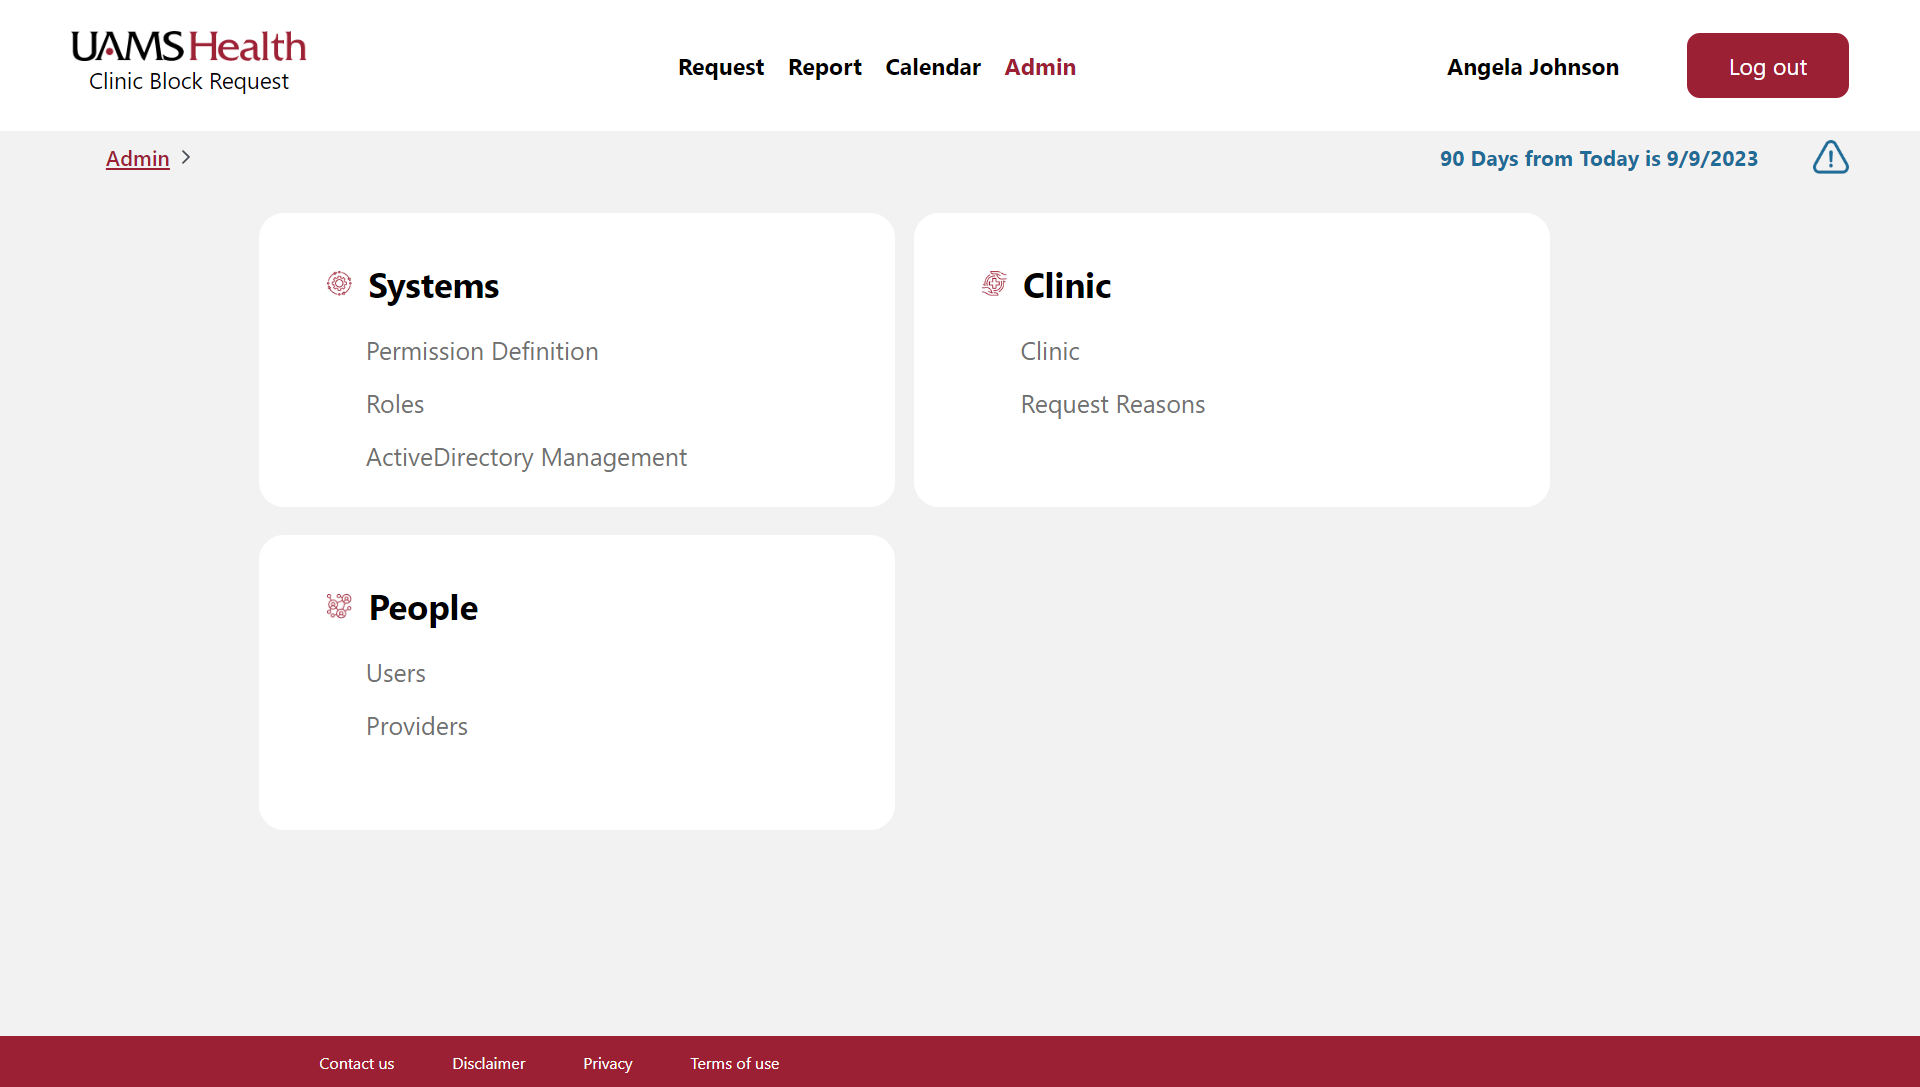 UAMS Health
Clinic Block Request
Request Report Calendar Admin
Angela Johnson
Log out
Admin
90 Days from Today is 9/9/2023
Systems
Permission Definition
Roles
ActiveDirectory Management
Clinic
Clinic
Request Reasons
People
Users
Providers
Contact us Disclaimer Privacy Terms of use